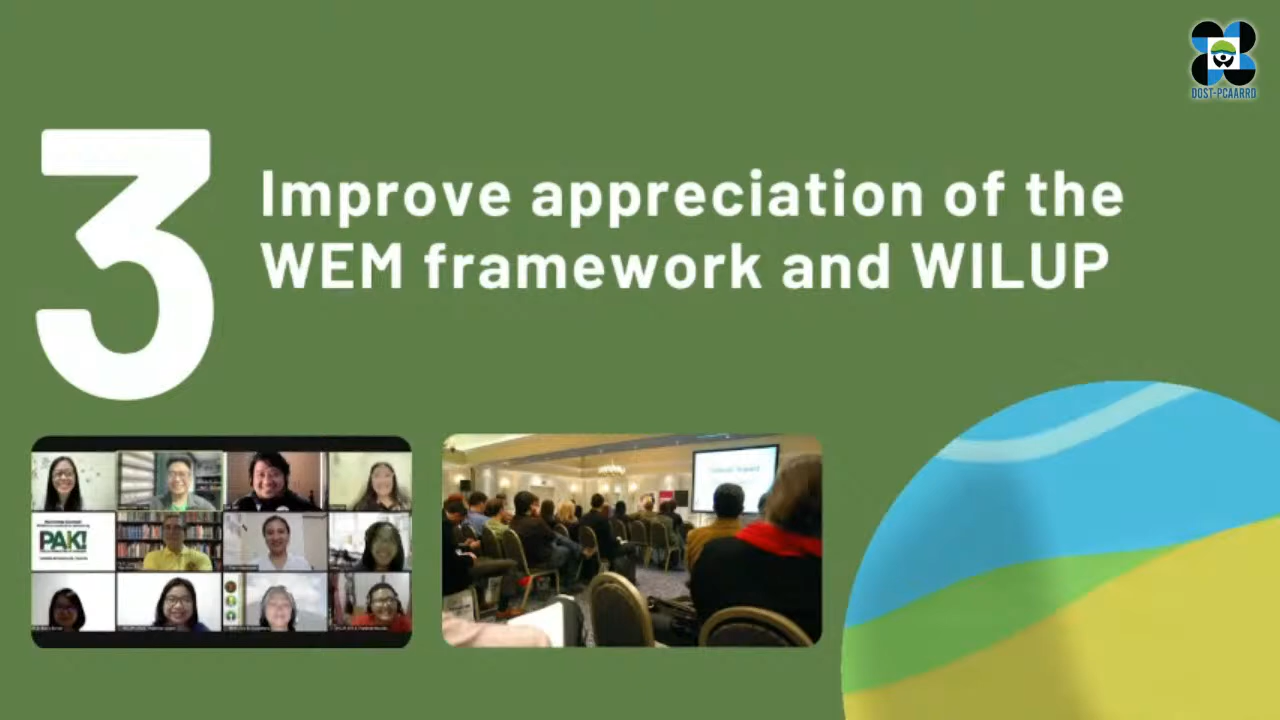 DOST-PCAARRD
3
Improve appreciation of the
WEM framework and WILUP
PAK!